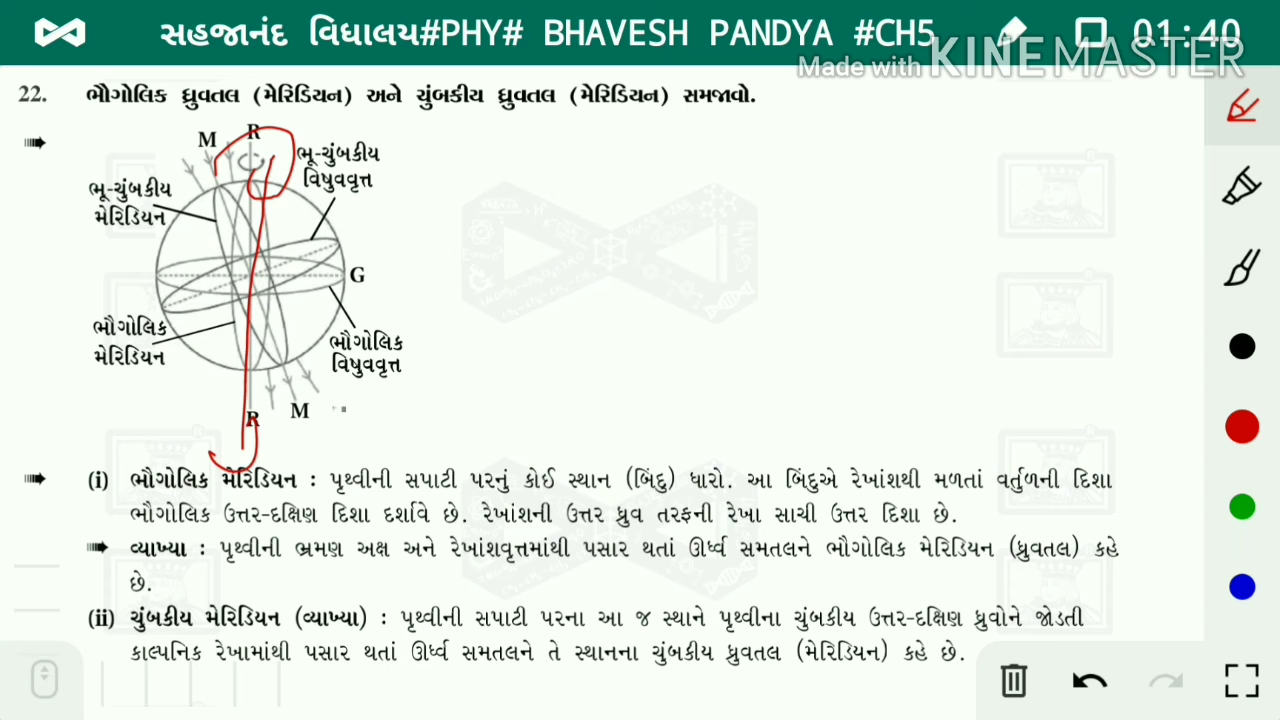 સહજાનંદ વિધાલય#PHY# BHAVESH PANDYA #CH5
01:40
Made with KINEMASTER
22. ભૌગોલિક ધ્રુવતલ (મેરિડિયન) અને ચુંબકીય ધ્રુવતલ (મેરિડિયન) સમજાવો.
M
R
ભૂ-ચુંબકીય
વિષુવવૃત્ત
ભૂ-ચુંબકીય
મેરિડિયન
G
ભૌગોલિક
મેરિડિયન
ભૌગોલિક
વિષુવવૃત્ત
R
M
(i) ભૌગોલિક મેરિડિયન : પૃથ્વીની સપાટી પરનું કોઈ સ્થાન (બિંદુ) ધારો. આ બિંદુએ રેખાંશથી મળતાં વર્તુળની દિશા
ભૌગોલિક ઉત્તર-દક્ષિણ દિશા દર્શાવે છે. રેખાંશની ઉત્તર ધ્રુવ તરફની રેખા સાચી ઉત્તર દિશા છે.
વ્યાખ્યા : પૃથ્વીની ભ્રમણ અક્ષ અને રેખાંશવૃત્તમાંથી પસાર થતાં ઊર્ધ્વ સમતલને ભૌગોલિક મેરિડિયન (ધ્રુવતલ) કહે
છે.
(ii) ચુંબકીય મેરિડિયન (વ્યાખ્યા) : પૃથ્વીની સપાટી પરના આ જ સ્થાને પૃથ્વીના ચુંબકીય ઉત્તર-દક્ષિણ ધ્રુવોને જોડતી
કાલ્પનિક રેખામાંથી પસાર થતાં ઊર્ધ્વ સમતલને તે સ્થાનના ચુંબકીય ધ્રુવતલ (મેરિડિયન) કહે છે.